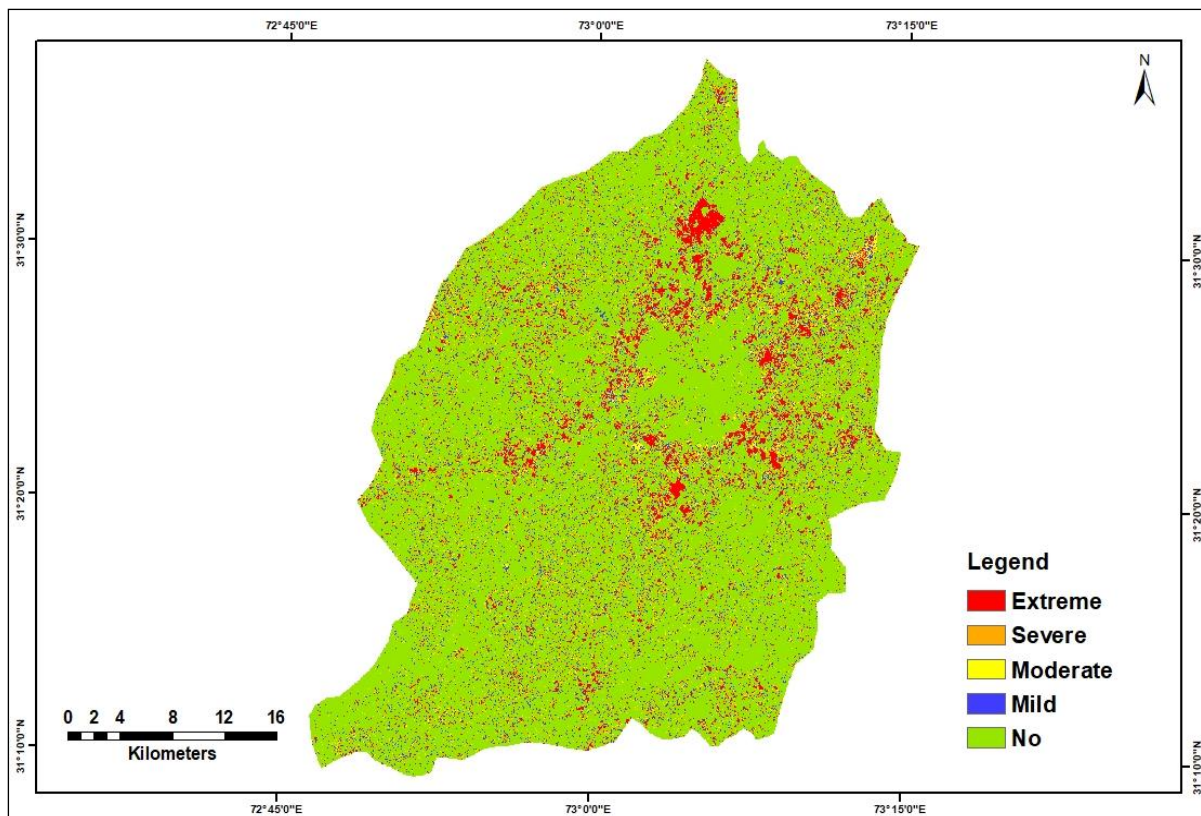 72°45'0"E 73°0'0"E 73°15'0"E
N
31°30'0"N 31°30'0"N
31°20'0"N 31°20'0"N
Legend
Extreme
Severe
Moderate
Mild
No
0 2 4 8 12 16
Kilometers
31°10'0"N 31°10'0"N
72°45'0"E 73°0'0"E 73°15'0"E